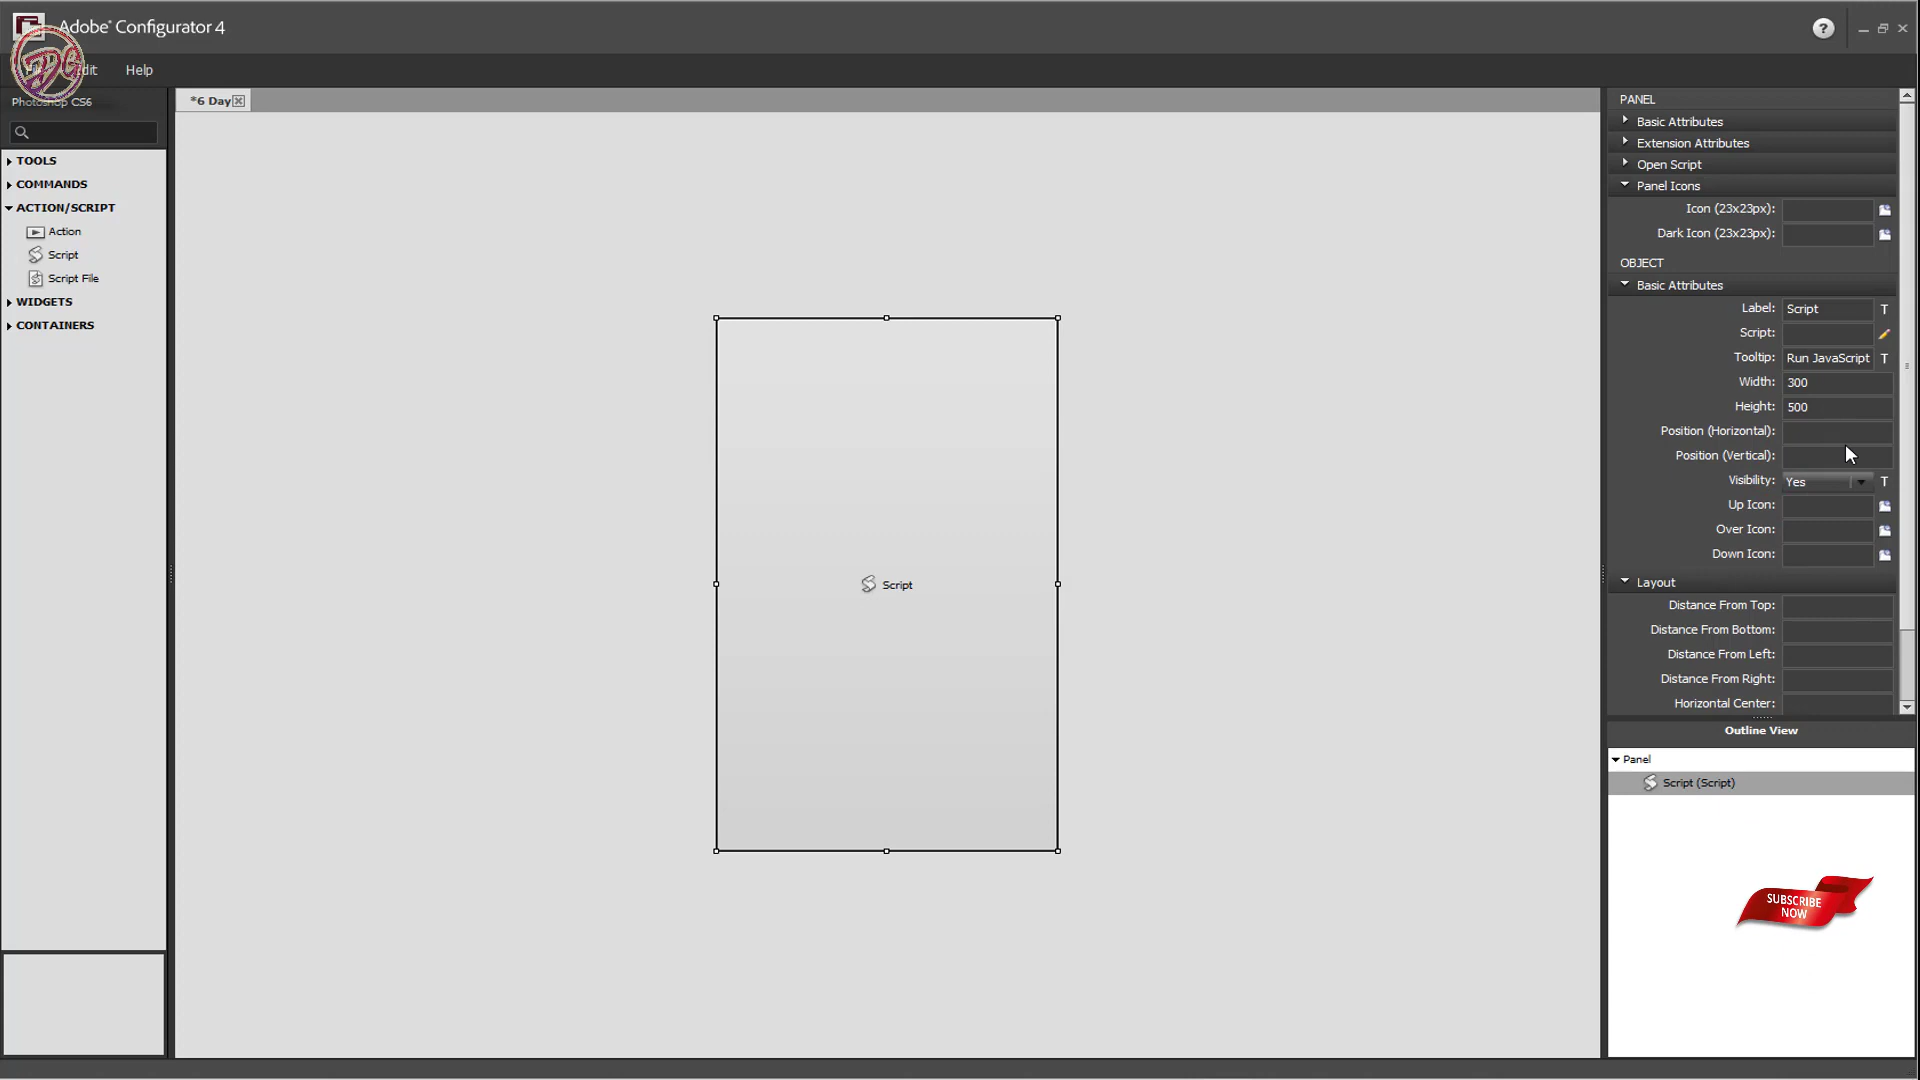 Adobe® Configurator 4
?
Edit
Help
Photoshop CS6
*6 Day
TOOLS
COMMANDS
ACTION/SCRIPT
Action
Script
Script File
WIDGETS
CONTAINERS
Script
PANEL
Basic Attributes
Extension Attributes
Open Script
Panel Icons
Icon (23x23px):
Dark Icon (23x23px):
OBJECT
Basic Attributes
Label: Script T
Script:
Tooltip: Run JavaScript T
Width: 300
Height: 500
Position (Horizontal):
Position (Vertical):
Visibility: Yes T
Up Icon:
Over Icon:
Down Icon:
Layout
Distance From Top:
Distance From Bottom:
Distance From Left:
Distance From Right:
Horizontal Center:
Outline View
Panel
Script (Script)
SUBSCRIBE
NOW